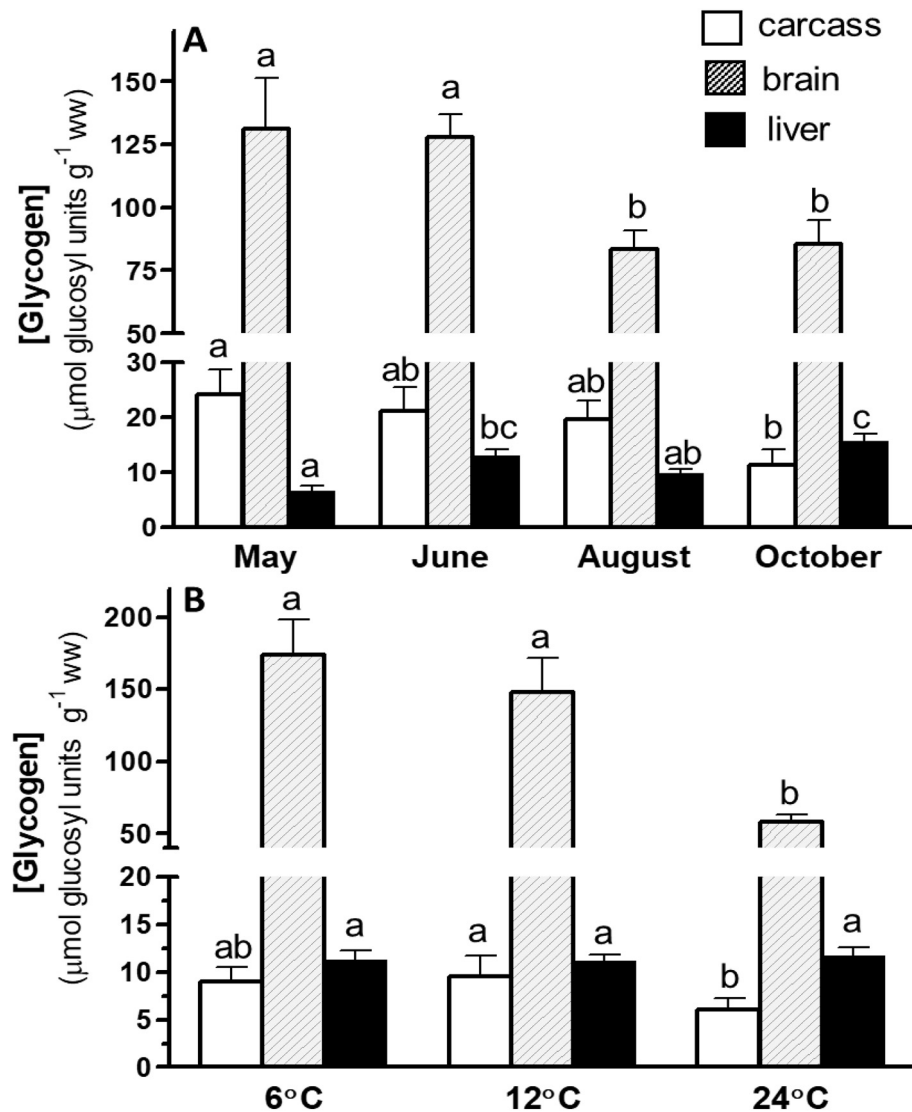 A
carcass
brain
liver
[Glycogen]
(μmol glucosyl units g⁻¹ ww)
150
125
100
75
50
30
20
10
0
a
a
b
b
a
ab
ab
b
a
bc
ab
c
May June August October
B
[Glycogen]
(μmol glucosyl units g⁻¹ ww)
200
150
100
50
20
15
10
5
0
a
a
b
ab
a
a
a
b
a
6°C 12°C 24°C